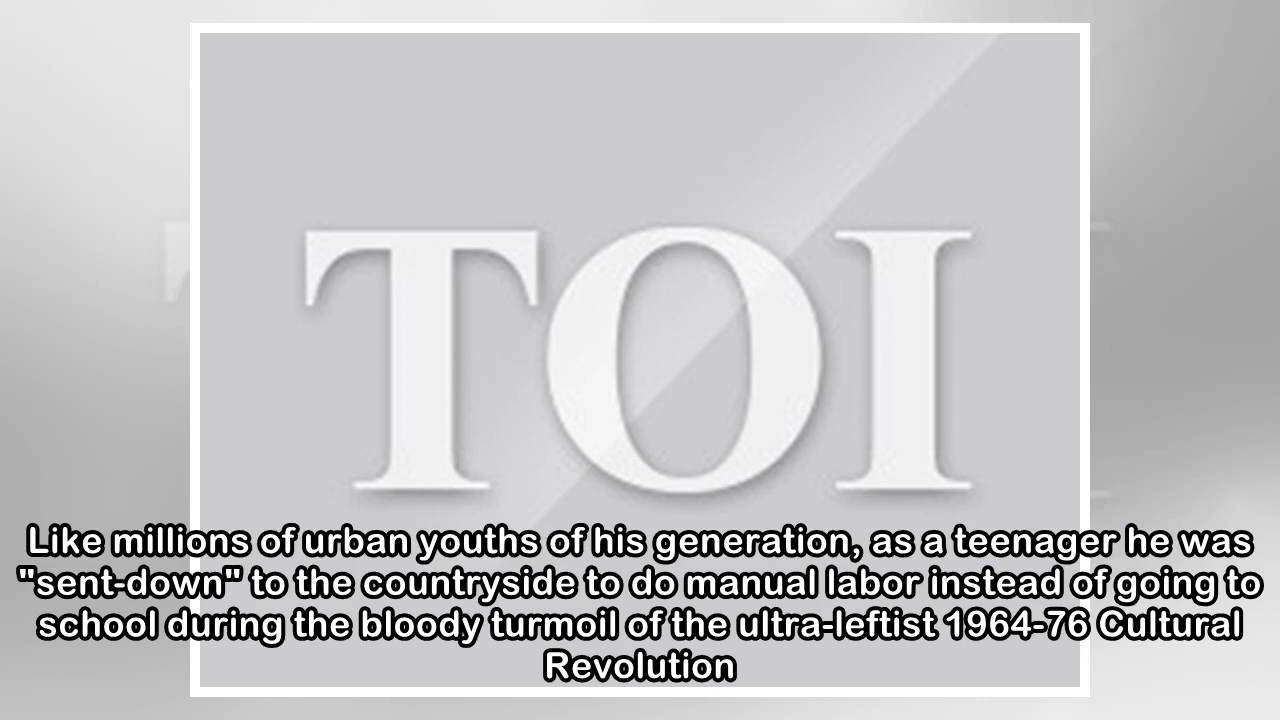 TOI
Like millions of urban youths of his generation, as a teenager he was
"sent-down" to the countryside to do manual labor instead of going to
school during the bloody turmoil of the ultra-leftist 1964-76 Cultural
Revolution